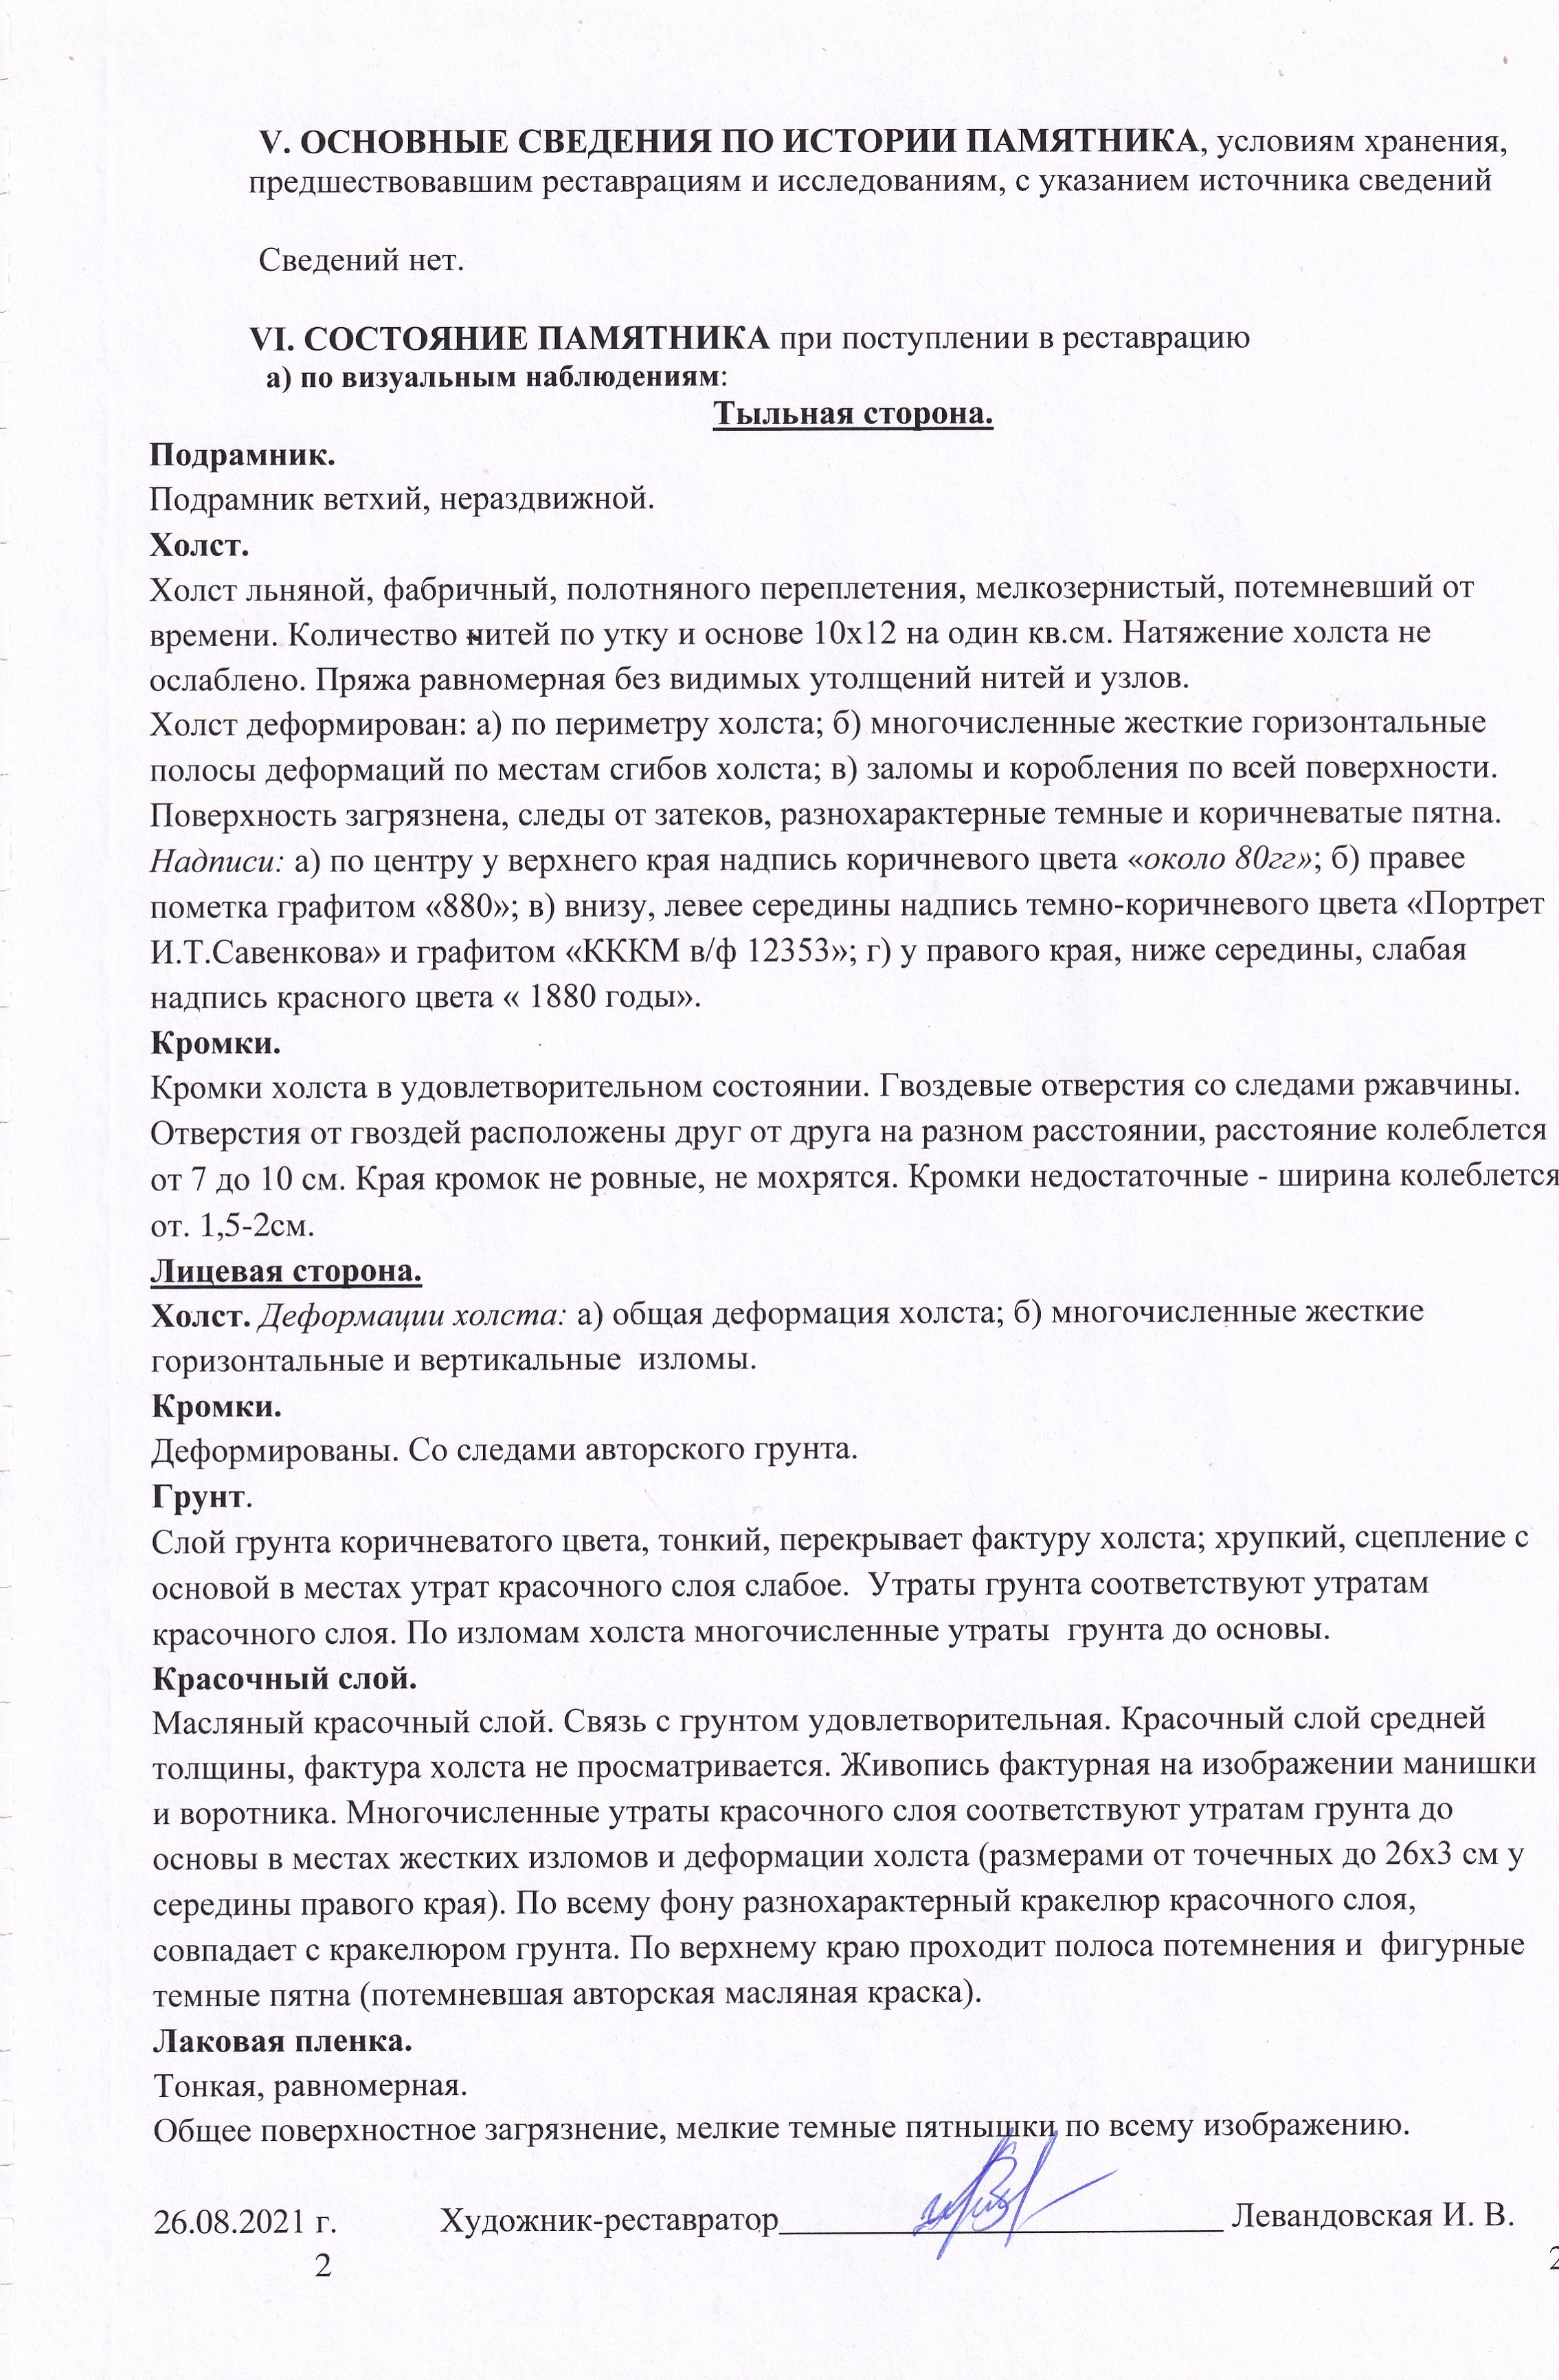 V. ОСНОВНЫЕ СВЕДЕНИЯ ПО ИСТОРИИ ПАМЯТНИКА, условиям хранения,
предшествовавшим реставрациям и исследованиям, с указанием источника сведений
Сведений нет.
VI. СОСТОЯНИЕ ПАМЯТНИКА при поступлении в реставрацию
а) по визуальным наблюдениям:
Тыльная сторона.
Подрамник.
Подрамник ветхий, нераздвижной.
Холст.
Холст льняной, фабричный, полотняного переплетения, мелкозернистый, потемневший от
времени. Количество нитей по утку и основе 10х12 на один кв.см. Натяжение холста не
ослаблено. Пряжа равномерная без видимых утолщений нитей и узлов.
Холст деформирован: а) по периметру холста; б) многочисленные жесткие горизонтальные
полосы деформаций по местам сгибов холста; в) заломы и коробления по всей поверхности.
Поверхность загрязнена, следы от затеков, разнохарактерные темные и коричневатые пятна.
Надписи: а) по центру у верхнего края надпись коричневого цвета «около 80гг»; б) правее
пометка графитом «880»; в) внизу, левее середины надпись темно-коричневого цвета «Портрет
И.Т.Савенкова» и графитом «КККМ в/ф 12353»; г) у правого края, ниже середины, слабая
надпись красного цвета « 1880 годы».
Кромки.
Кромки холста в удовлетворительном состоянии. Гвоздевые отверстия со следами ржавчины.
Отверстия от гвоздей расположены друг от друга на разном расстоянии, расстояние колеблется
от 7 до 10 см. Края кромок не ровные, не мохрятся. Кромки недостаточные - ширина колеблется
от. 1,5-2см.
Лицевая сторона.
Холст. Деформации холста: а) общая деформация холста; б) многочисленные жесткие
горизонтальные и вертикальные  изломы.
Кромки.
Деформированы. Со следами авторского грунта.
Грунт.
Слой грунта коричневатого цвета, тонкий, перекрывает фактуру холста; хрупкий, сцепление с
основой в местах утрат красочного слоя слабое.  Утраты грунта соответствуют утратам
красочного слоя. По изломам холста многочисленные утраты  грунта до основы.
Красочный слой.
Масляный красочный слой. Связь с грунтом удовлетворительная. Красочный слой средней
толщины, фактура холста не просматривается. Живопись фактурная на изображении манишки
и воротника. Многочисленные утраты красочного слоя соответствуют утратам грунта до
основы в местах жестких изломов и деформации холста (размерами от точечных до 26х3 см у
середины правого края). По всему фону разнохарактерный кракелюр красочного слоя,
совпадает с кракелюром грунта. По верхнему краю проходит полоса потемнения и  фигурные
темные пятна (потемневшая авторская масляная краска).
Лаковая пленка.
Тонкая, равномерная.
Общее поверхностное загрязнение, мелкие темные пятнышки по всему изображению.
26.08.2021 г. Художник-реставратор__________________________ Левандовская И. В.
2 2